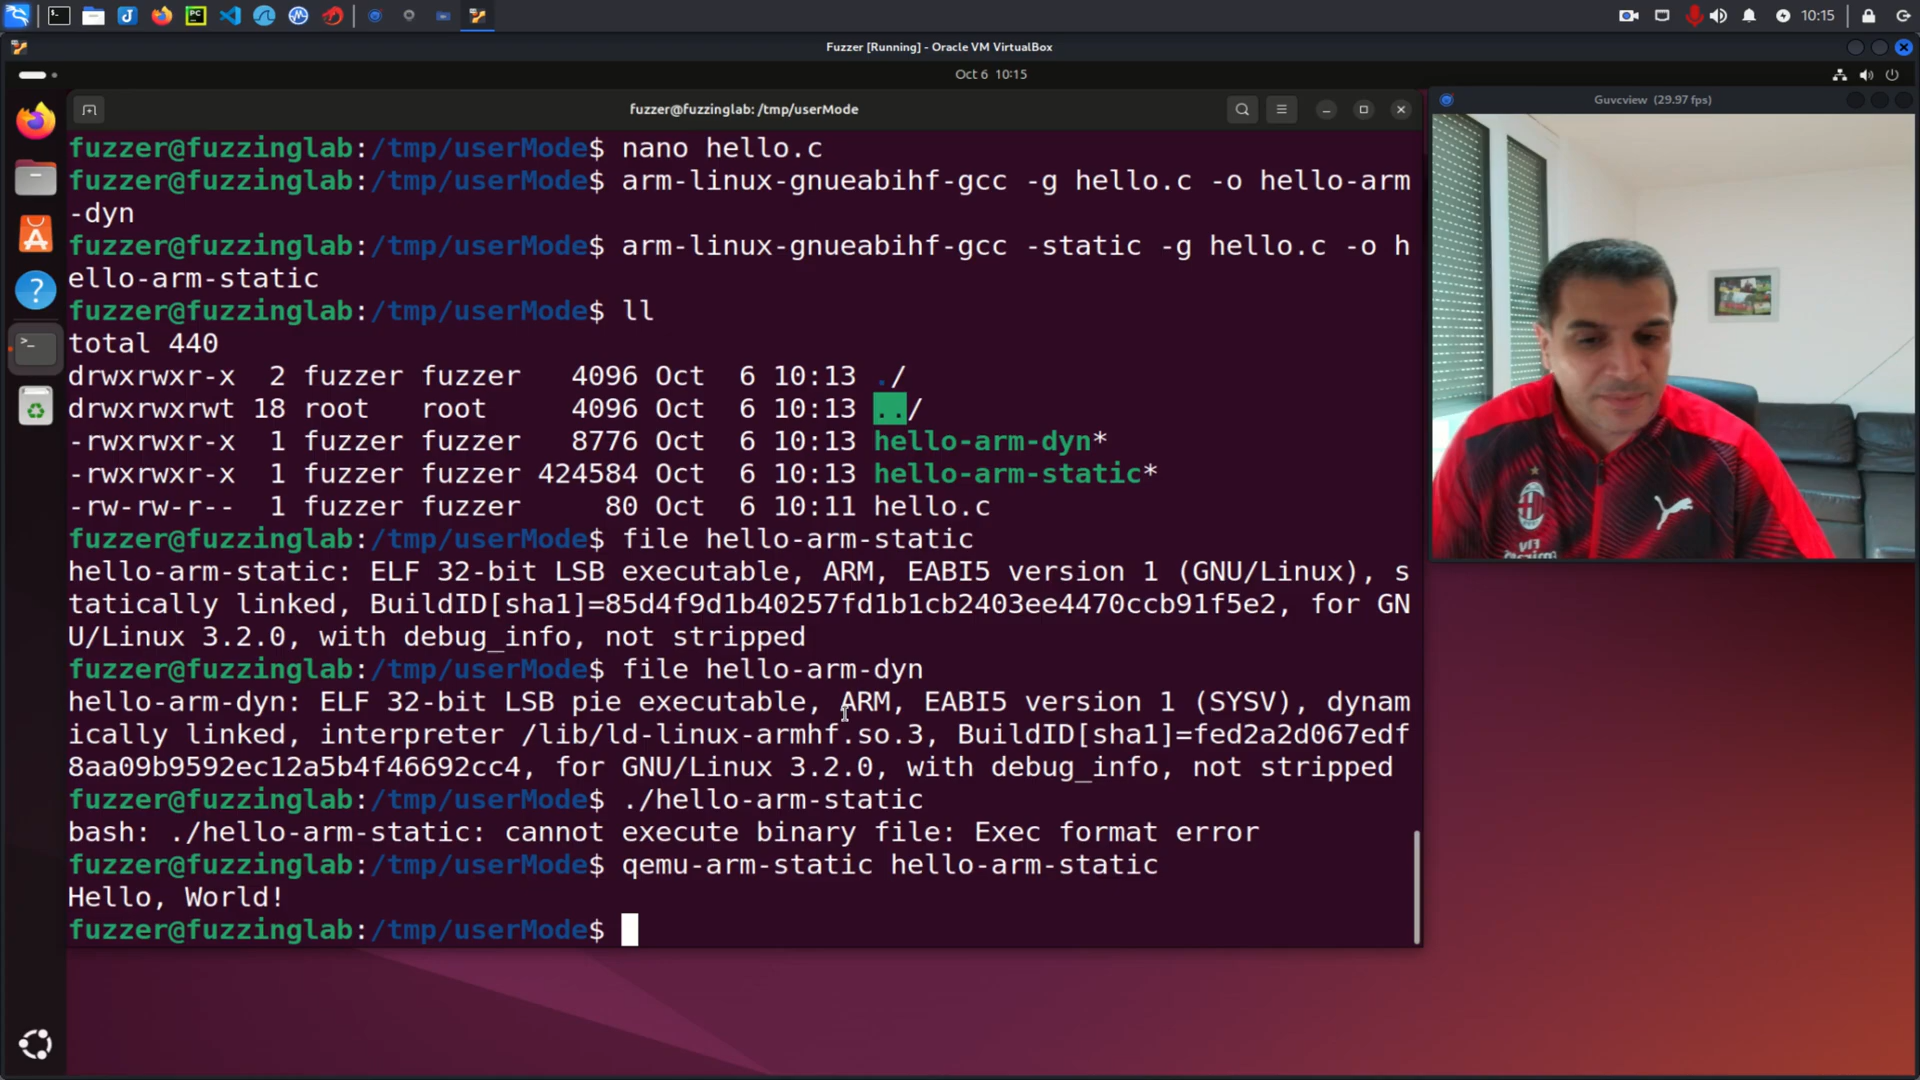 10:15
Fuzzer [Running] - Oracle VM VirtualBox
Oct 6 10:15
fuzzer@fuzzinglab: /tmp/userMode
Guvcview (29.97 fps)
fuzzer@fuzzinglab:/tmp/userMode$ nano hello.c
fuzzer@fuzzinglab:/tmp/userMode$ arm-linux-gnueabihf-gcc -g hello.c -o hello-arm
-dyn
fuzzer@fuzzinglab:/tmp/userMode$ arm-linux-gnueabihf-gcc -static -g hello.c -o h
ello-arm-static
fuzzer@fuzzinglab:/tmp/userMode$ ll
total 440
drwxrwxr-x  2 fuzzer fuzzer   4096 Oct  6 10:13 ./
drwxrwxrwt 18 root   root     4096 Oct  6 10:13 ../
-rwxrwxr-x  1 fuzzer fuzzer   8776 Oct  6 10:13 hello-arm-dyn*
-rwxrwxr-x  1 fuzzer fuzzer 424584 Oct  6 10:13 hello-arm-static*
-rw-rw-r--  1 fuzzer fuzzer     80 Oct  6 10:11 hello.c
fuzzer@fuzzinglab:/tmp/userMode$ file hello-arm-static
hello-arm-static: ELF 32-bit LSB executable, ARM, EABI5 version 1 (GNU/Linux), s
tatically linked, BuildID[sha1]=85d4f9d1b40257fd1b1cb2403ee4470ccb91f5e2, for GN
U/Linux 3.2.0, with debug_info, not stripped
fuzzer@fuzzinglab:/tmp/userMode$ file hello-arm-dyn
hello-arm-dyn: ELF 32-bit LSB pie executable, ARM, EABI5 version 1 (SYSV), dynam
ically linked, interpreter /lib/ld-linux-armhf.so.3, BuildID[sha1]=fed2a2d067edf
8aa09b9592ec12a5b4f46692cc4, for GNU/Linux 3.2.0, with debug_info, not stripped
fuzzer@fuzzinglab:/tmp/userMode$ ./hello-arm-static
bash: ./hello-arm-static: cannot execute binary file: Exec format error
fuzzer@fuzzinglab:/tmp/userMode$ qemu-arm-static hello-arm-static
Hello, World!
fuzzer@fuzzinglab:/tmp/userMode$